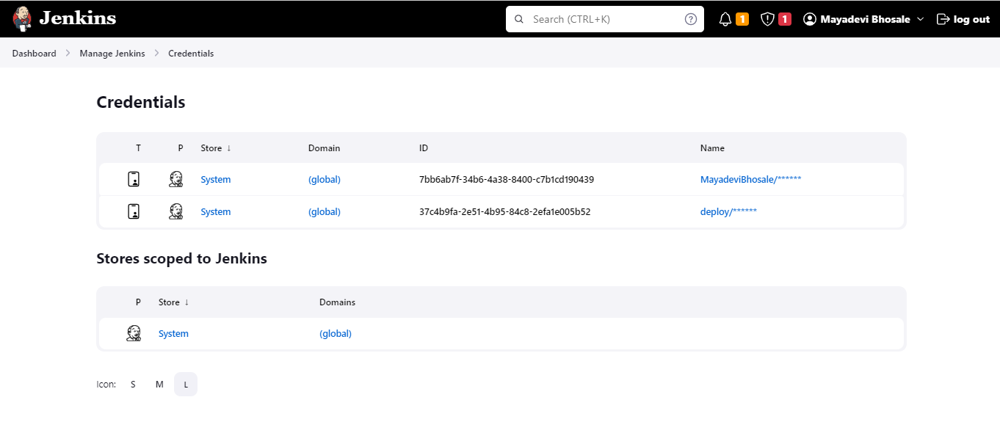 Jenkins Search (CTRL+K) ? 1 1 Mayadevi Bhosale log out
Dashboard Manage Jenkins Credentials
Credentials
T P Store ↓ Domain ID Name
System (global) 7bb6ab7f-34b6-4a38-8400-c7b1cd190439 MayadeviBhosale/******
System (global) 37c4b9fa-2e51-4b95-84c8-2efa1e005b52 deploy/******
Stores scoped to Jenkins
P Store ↓ Domains
System (global)
Icon: S M L